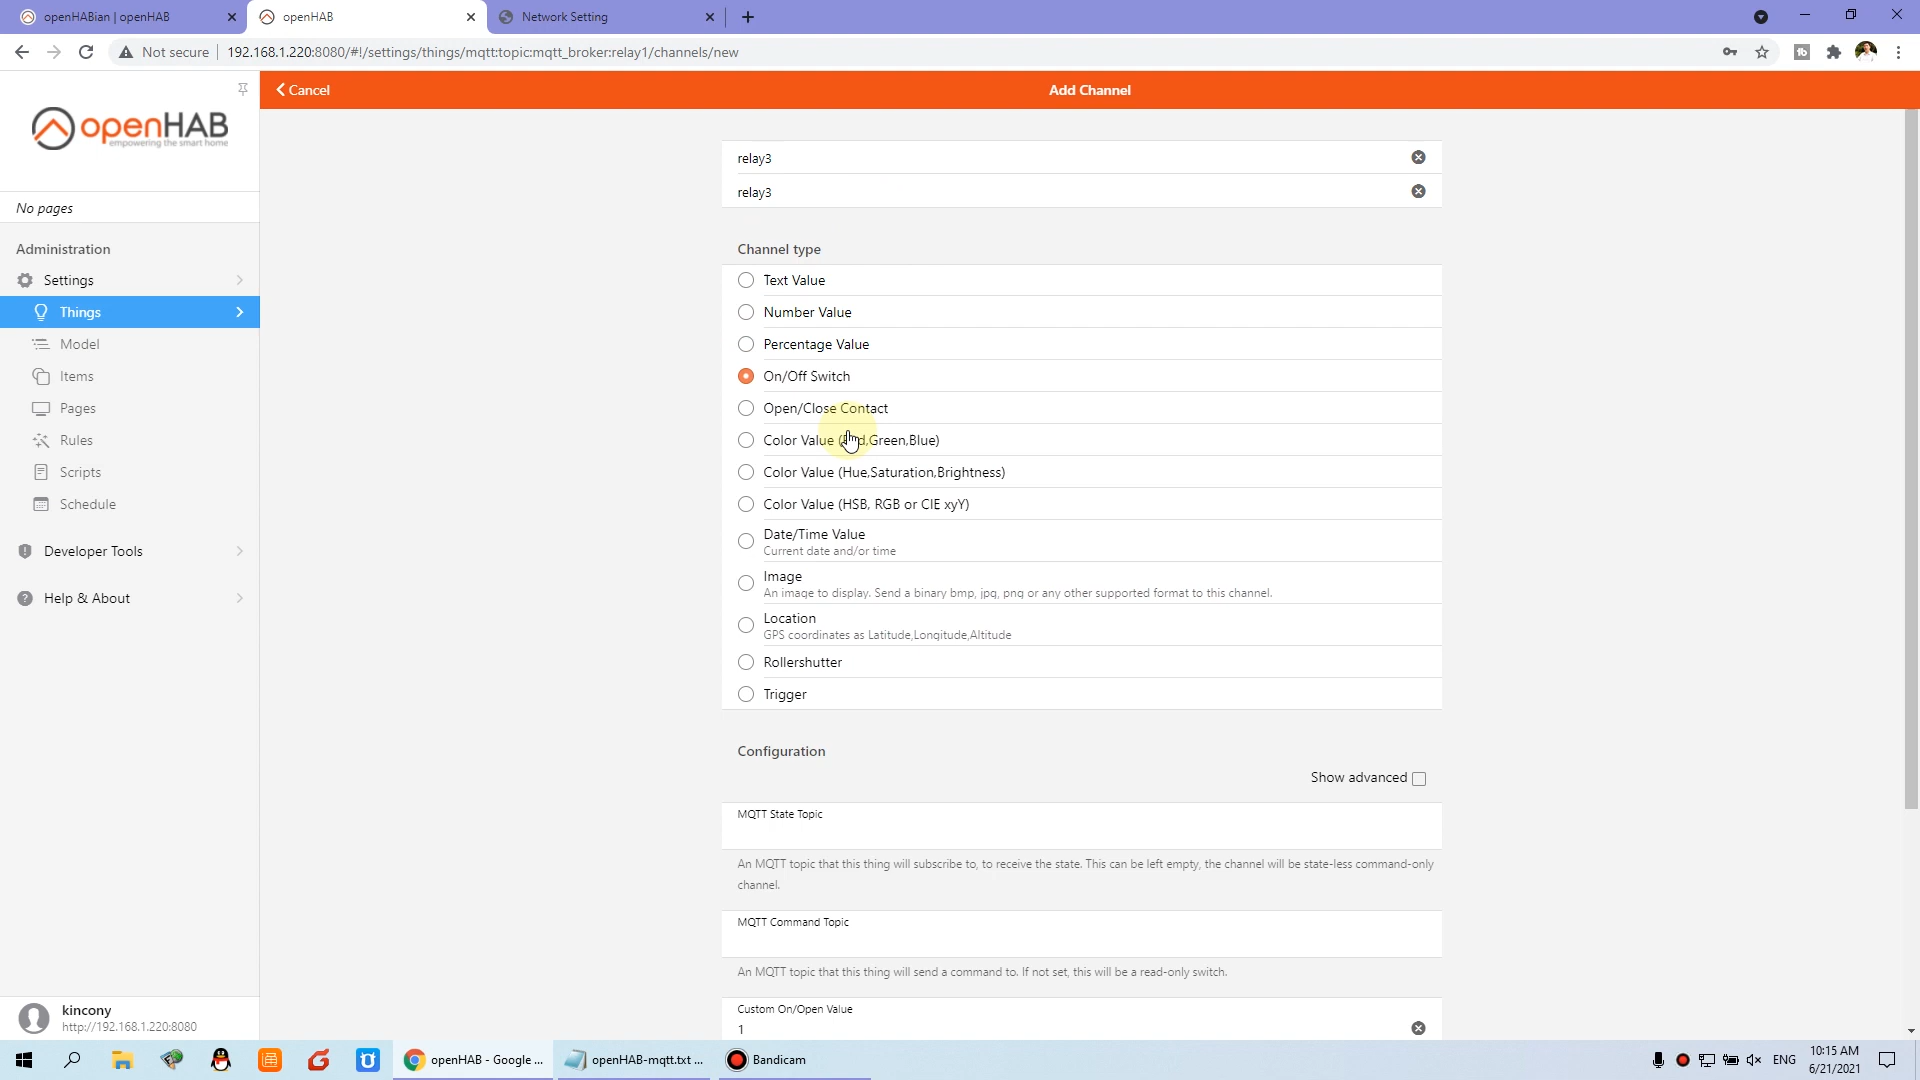 openHABian | openHAB
openHAB
Network Setting
Not secure
192.168.1.220:8080/#!/settings/things/mqtt:topic:mqtt_broker:relay1/channels/new
Cancel
Add Channel
openHAB
empowering the smart home
No pages
Administration
Settings
Things
Model
Items
Pages
Rules
Scripts
Schedule
Developer Tools
Help & About
relay3
relay3
Channel type
Text Value
Number Value
Percentage Value
On/Off Switch
Open/Close Contact
Color Value (Red,Green,Blue)
Color Value (Hue,Saturation,Brightness)
Color Value (HSB, RGB or CIE xyY)
Date/Time Value
Current date and/or time
Image
An image to display. Send a binary bmp, jpg, png or any other supported format to this channel.
Location
GPS coordinates as Latitude,Longitude,Altitude
Rollershutter
Trigger
Configuration
Show advanced
MQTT State Topic
An MQTT topic that this thing will subscribe to, to receive the state. This can be left empty, the channel will be state-less command-only
channel.
MQTT Command Topic
An MQTT topic that this thing will send a command to. If not set, this will be a read-only switch.
Custom On/Open Value
1
kincony
http://192.168.1.220:8080
openHAB - Google ...
openHAB-mqtt.txt ...
Bandicam
ENG
10:15 AM
6/21/2021